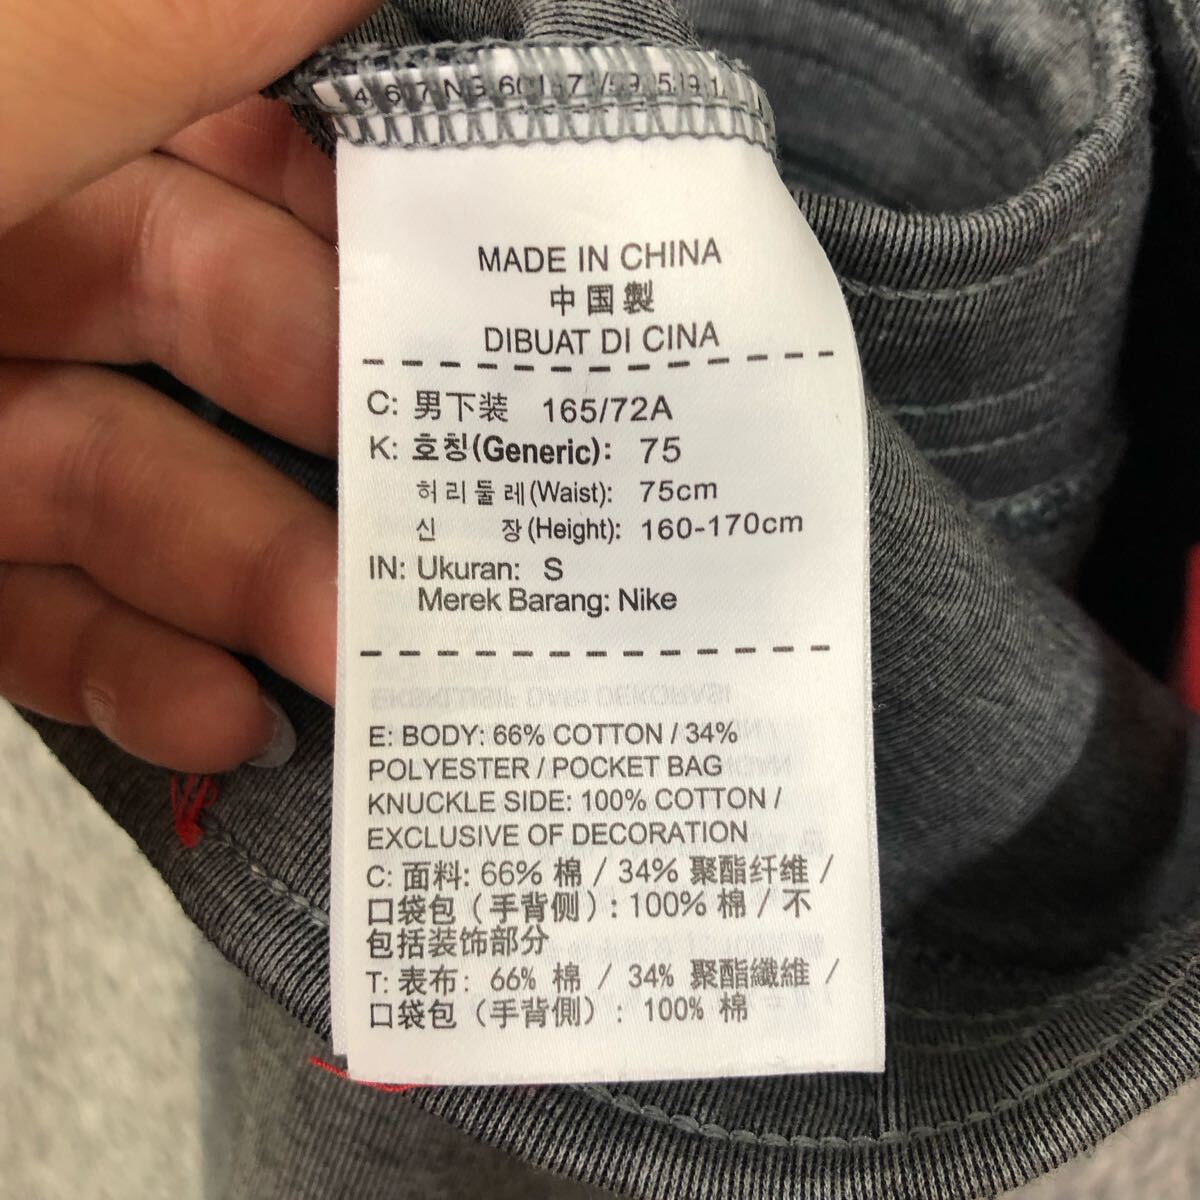 MADE IN CHINA
中国製
DIBUAT DI CINA
C: 男下装 165/72A
K: 호칭(Generic): 75
허리둘레(Waist): 75cm
신 장(Height): 160-170cm
IN: Ukuran: S
Merek Barang: Nike
E: BODY: 66% COTTON / 34%
POLYESTER / POCKET BAG
KNUCKLE SIDE: 100% COTTON /
EXCLUSIVE OF DECORATION
C: 面料: 66% 棉 / 34% 聚酯纤维 /
口袋包（手背侧）: 100% 棉 / 不
包括装饰部分
T: 表布: 66% 棉 / 34% 聚酯纖維 /
口袋包（手背側）: 100% 棉